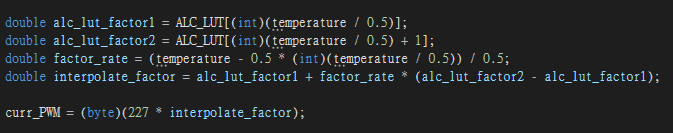 double alc_lut_factor1 = ALC_LUT[(int)(temperature / 0.5)];
double alc_lut_factor2 = ALC_LUT[(int)(temperature / 0.5) + 1];
double factor_rate = (temperature - 0.5 * (int)(temperature / 0.5)) / 0.5;
double interpolate_factor = alc_lut_factor1 + factor_rate * (alc_lut_factor2 - alc_lut_factor1);
curr_PWM = (byte)(227 * interpolate_factor);